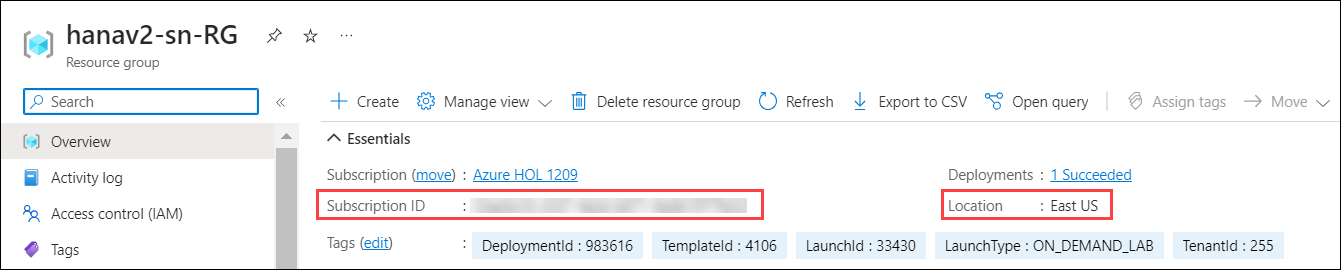 hanav2-sn-RG
Resource group
Search
Create Manage view Delete resource group Refresh Export to CSV Open query Assign tags Move
Overview
Activity log
Access control (IAM)
Tags
Essentials
Subscription (move) : Azure HOL 1209
Deployments : 1 Succeeded
Subscription ID :
Location : East US
Tags (edit) : DeploymentId : 983616 TemplateId : 4106 LaunchId : 33430 LaunchType : ON_DEMAND_LAB TenantId : 255